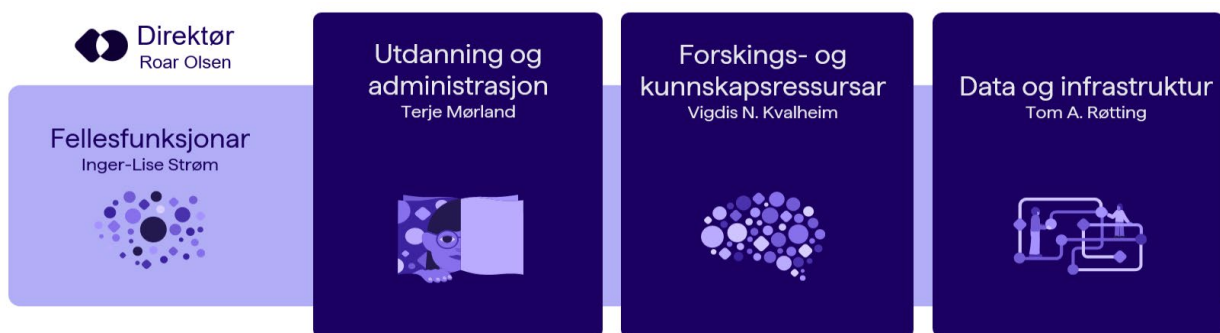 Direktør
Roar Olsen
Fellesfunksjonar
Inger-Lise Strøm
Utdanning og
administrasjon
Terje Mørland
Forskings- og
kunnskapsressursar
Vigdis N. Kvalheim
Data og infrastruktur
Tom A. Røtting